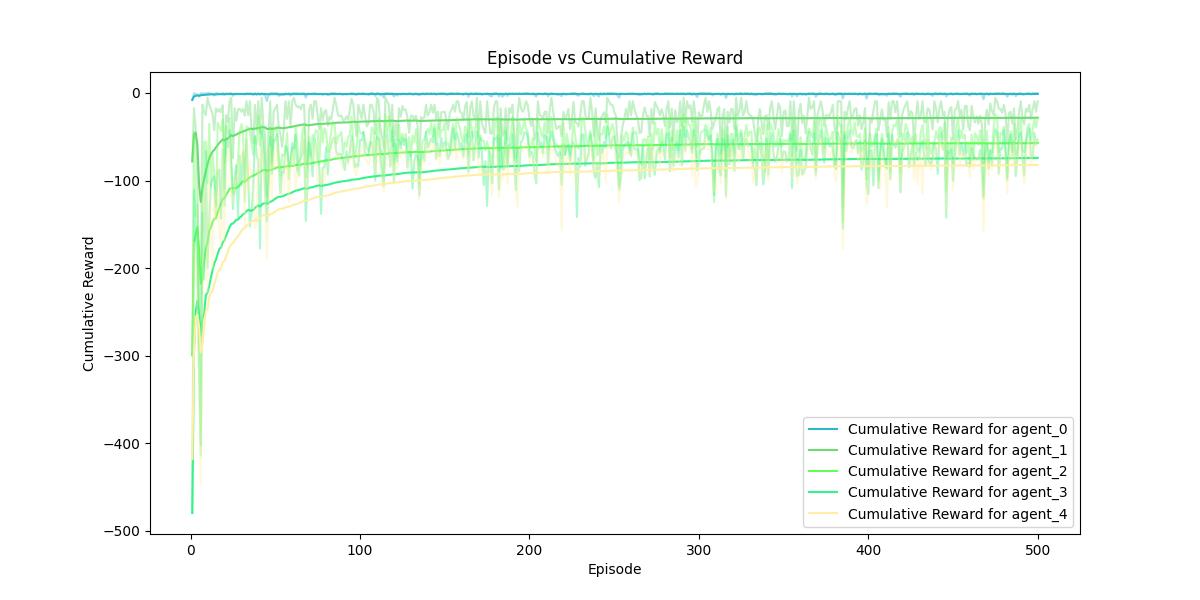 Episode vs Cumulative Reward
Cumulative Reward
0
−100
−200
−300
−400
−500
0
100
200
300
400
500
Episode
Cumulative Reward for agent_0
Cumulative Reward for agent_1
Cumulative Reward for agent_2
Cumulative Reward for agent_3
Cumulative Reward for agent_4